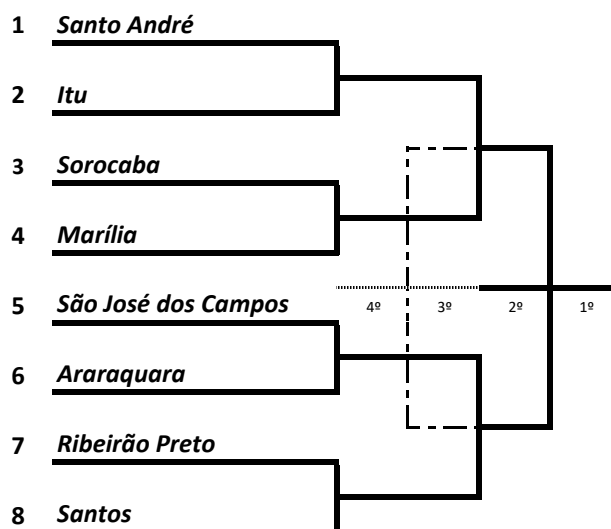 1 Santo André
2 Itu
3 Sorocaba
4 Marília
5 São José dos Campos
4º 3º 2º 1º
6 Araraquara
7 Ribeirão Preto
8 Santos